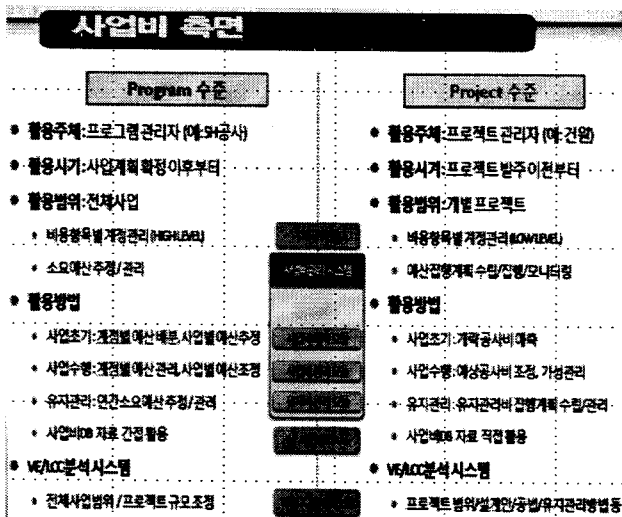 사업비 측면
Program 수준
• 활용주체:프로그램관리자 (예:SH공사)
• 활용시기:사업계획확정이후부터
• 활용범위:전체사업
• 비용항목별계정관리(HIGH LEVEL)
• 소요예산추정/관리
• 활용방법
• 사업초기:계정별예산배분,사업별예산추정
• 사업수행:계정별예산관리,사업별예산조정
• 유지관리:연간소요예산추정/관리
• 사업비DB 자료 간접 활용
• VE/LCC분석시스템
• 전체사업범위/프로젝트규모조정
Project 수준
• 활용주체:프로젝트관리자 (예:건원)
• 활용시기:프로젝트발주이전부터
• 활용범위:개별프로젝트
• 비용항목별계정관리(LOW LEVEL)
• 예산집행계획수립/집행/모니터링
• 활용방법
• 사업초기:개략공사비예측
• 사업수행:예상공사비조정, 기성관리
• 유지관리:유지관리비집행계획수립/관리
• 사업비DB 자료 직접 활용
• VE/LCC분석시스템
• 프로젝트범위/설계안/공법/유지관리방법 등